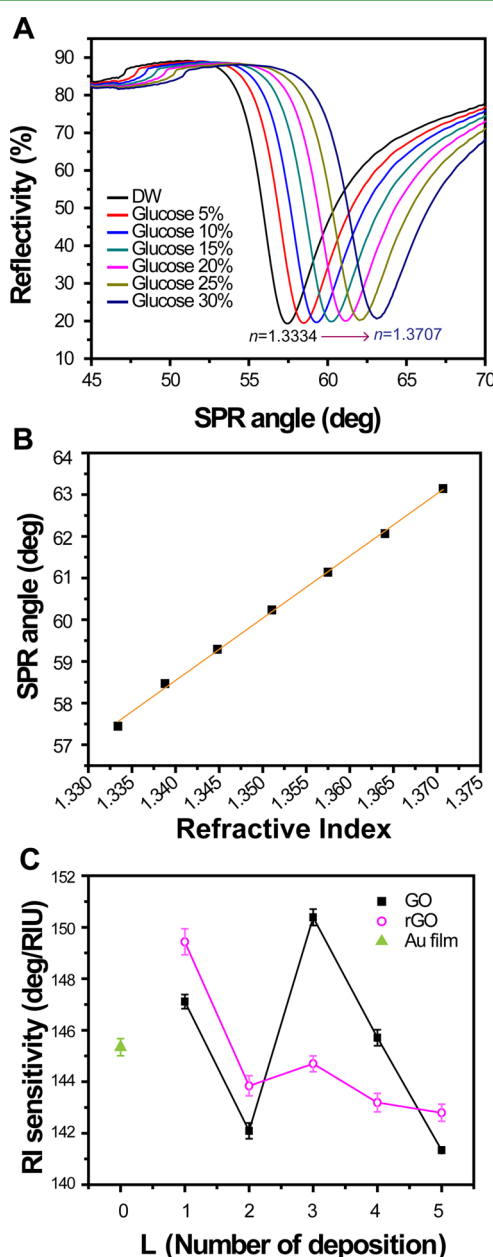 A
90
80
70
60
50
40
30
20
10
Reflectivity (%)
DW
Glucose 5%
Glucose 10%
Glucose 15%
Glucose 20%
Glucose 25%
Glucose 30%
n=1.3334 n=1.3707
45 50 55 60 65 70
SPR angle (deg)
B
64
63
62
61
60
59
58
57
SPR angle (deg)
1.330 1.335 1.340 1.345 1.350 1.355 1.360 1.365 1.370 1.375
Refractive Index
C
152
150
148
146
144
142
140
RI sensitivity (deg/RIU)
GO
rGO
Au film
0 1 2 3 4 5
L (Number of deposition)